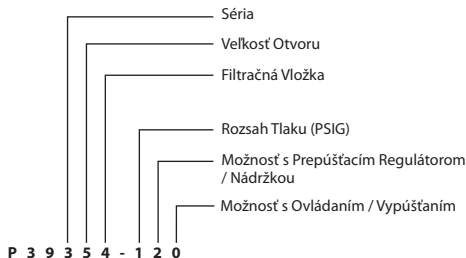 Séria
Veľkosť Otvoru
Filtračná Vložka
Rozsah Tlaku (PSIG)
Možnosť s Prepúšťacím Regulátorom
/ Nádržkou
Možnosť s Ovládaním / Vypúšťaním
P 3 9 3 5 4 - 1 2 0